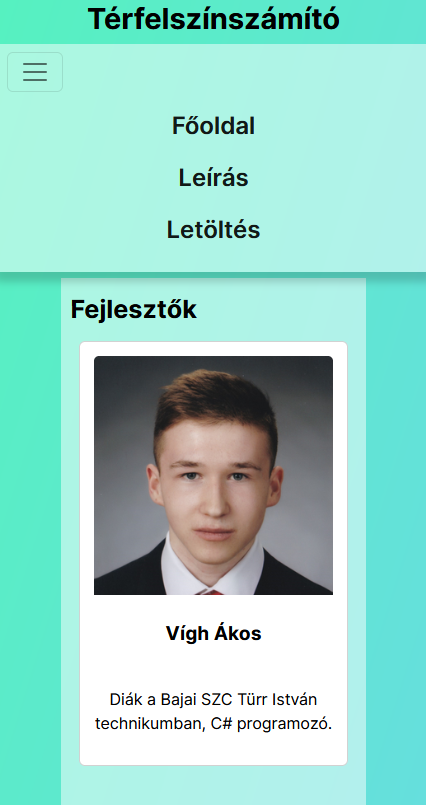 Térfelszínszámító
Főoldal
Leírás
Letöltés
Fejlesztők
Vígh Ákos
Diák a Bajai SZC Türr István
technikumban, C# programozó.